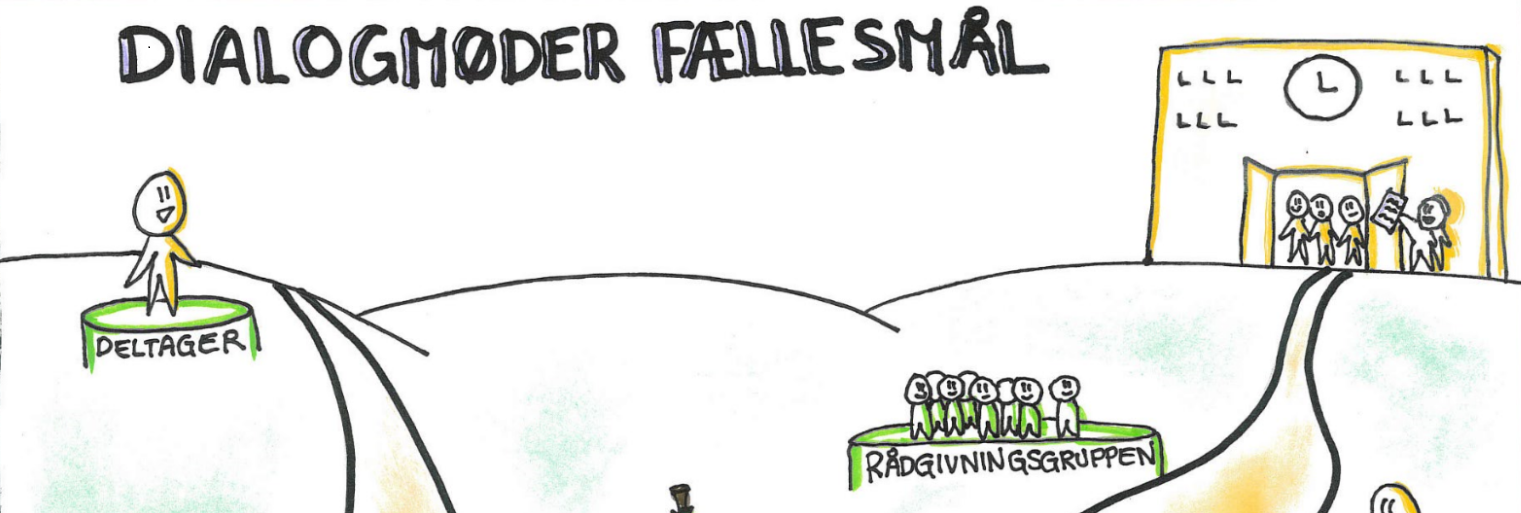 DIALOGMØDER FÆLLESMÅL
DELTAGER
RÅDGIVNINGSGRUPPEN